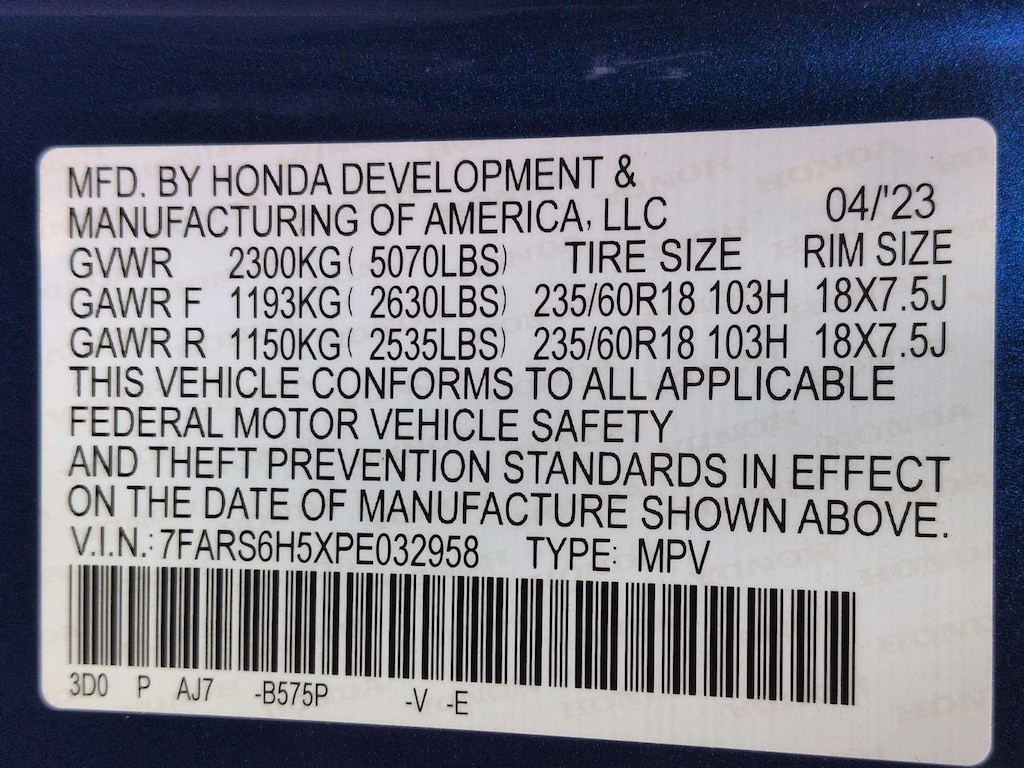 MFD. BY HONDA DEVELOPMENT &
MANUFACTURING OF AMERICA, LLC 04/'23
GVWR 2300KG( 5070LBS) TIRE SIZE RIM SIZE
GAWR F 1193KG( 2630LBS) 235/60R18 103H 18X7.5J
GAWR R 1150KG( 2535LBS) 235/60R18 103H 18X7.5J
THIS VEHICLE CONFORMS TO ALL APPLICABLE
FEDERAL MOTOR VEHICLE SAFETY
AND THEFT PREVENTION STANDARDS IN EFFECT
ON THE DATE OF MANUFACTURE SHOWN ABOVE.
V.I.N.: 7FARS6H5XPE032958 TYPE: MPV
3D0 P AJ7 -B575P -V -E